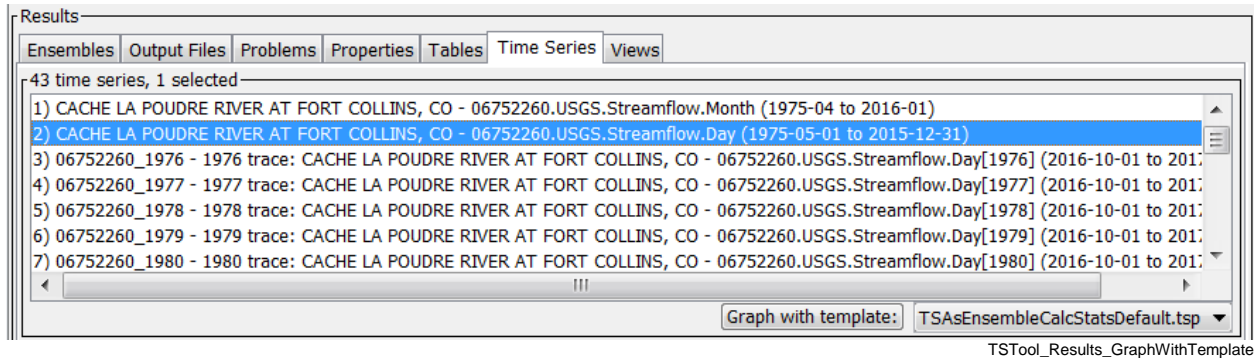 Results
Ensembles Output Files Problems Properties Tables Time Series Views
43 time series, 1 selected
1) CACHE LA POUDRE RIVER AT FORT COLLINS, CO - 06752260.USGS.Streamflow.Month (1975-04 to 2016-01)
2) CACHE LA POUDRE RIVER AT FORT COLLINS, CO - 06752260.USGS.Streamflow.Day (1975-05-01 to 2015-12-31)
3) 06752260_1976 - 1976 trace: CACHE LA POUDRE RIVER AT FORT COLLINS, CO - 06752260.USGS.Streamflow.Day[1976] (2016-10-01 to 2017
4) 06752260_1977 - 1977 trace: CACHE LA POUDRE RIVER AT FORT COLLINS, CO - 06752260.USGS.Streamflow.Day[1977] (2016-10-01 to 2017
5) 06752260_1978 - 1978 trace: CACHE LA POUDRE RIVER AT FORT COLLINS, CO - 06752260.USGS.Streamflow.Day[1978] (2016-10-01 to 2017
6) 06752260_1979 - 1979 trace: CACHE LA POUDRE RIVER AT FORT COLLINS, CO - 06752260.USGS.Streamflow.Day[1979] (2016-10-01 to 2017
7) 06752260_1980 - 1980 trace: CACHE LA POUDRE RIVER AT FORT COLLINS, CO - 06752260.USGS.Streamflow.Day[1980] (2016-10-01 to 2017
Graph with template: TSAsEnsembleCalcStatsDefault.tsp
TSTool_Results_GraphWithTemplate